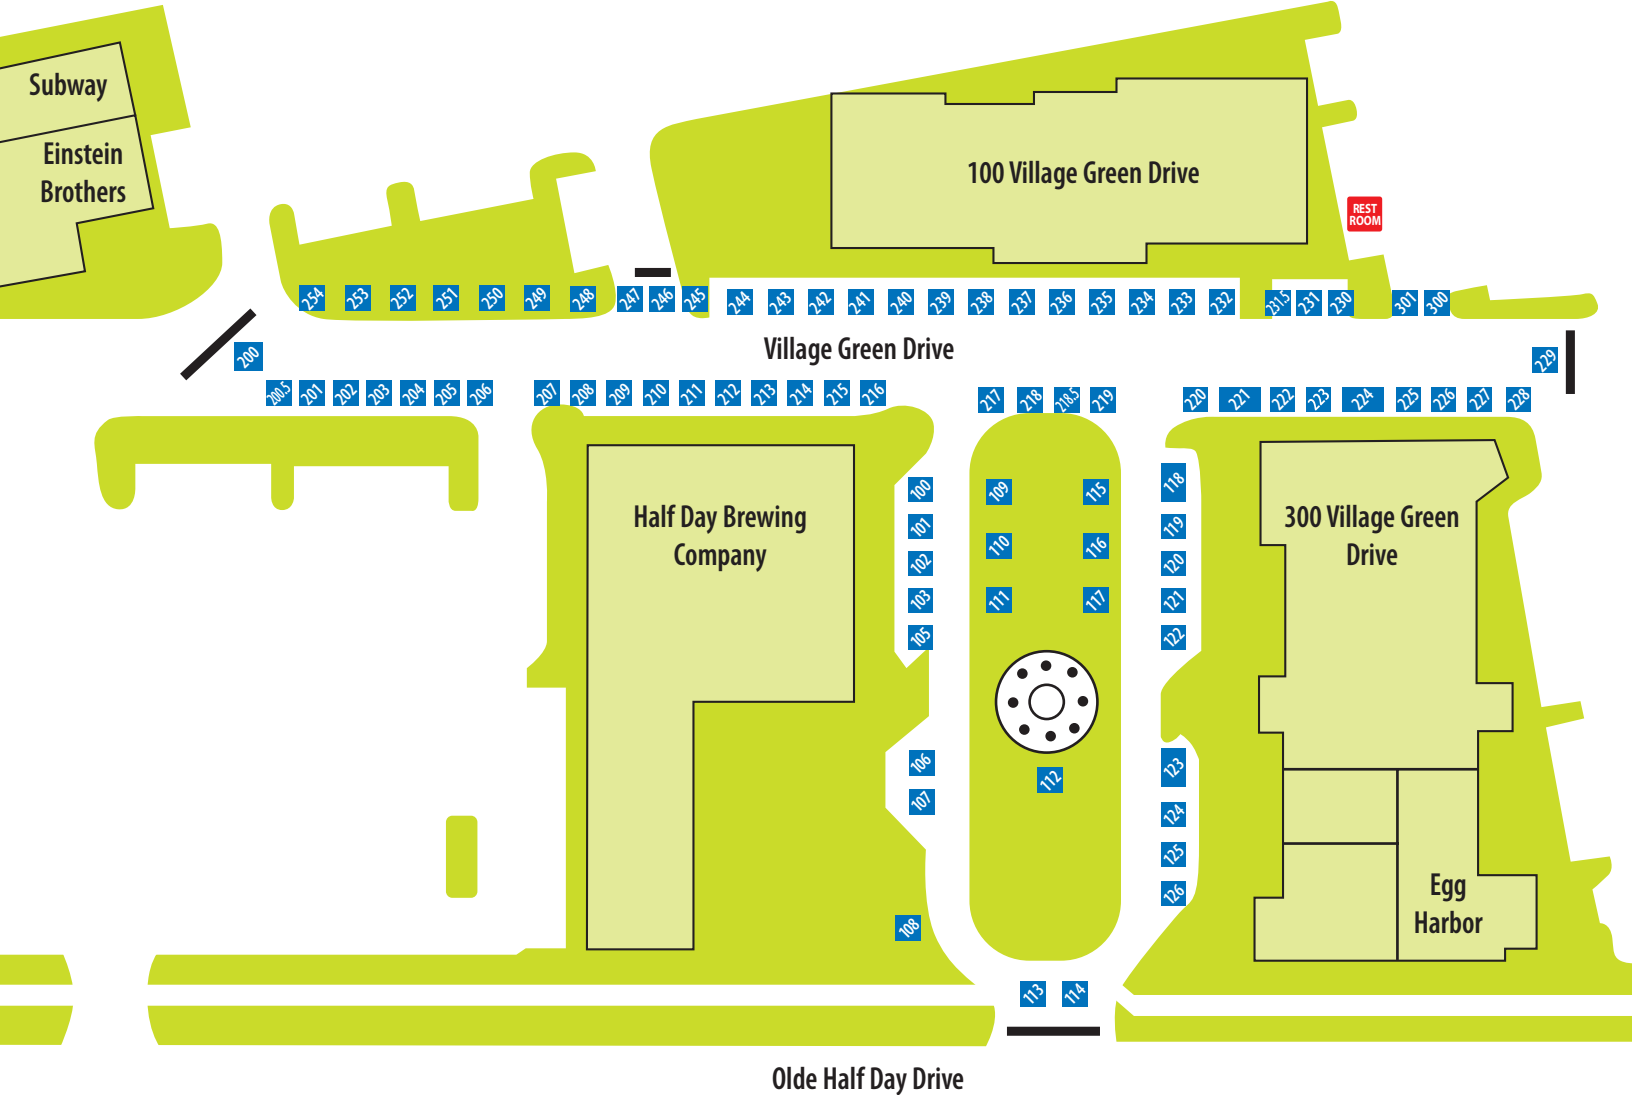 Subway
Einstein
Brothers
100 Village Green Drive
REST
ROOM
254 253 252 251 250 249 248 247 246 245 244 243 242 241 240 239 238 237 236 235 234 233 232 231.5 231 230 301 300
Village Green Drive
200
229
200.5 201 202 203 204 205 206 207 208 209 210 211 212 213 214 215 216 217 218 218.5 219 220 221 222 223 224 225 226 227 228
Half Day Brewing
Company
300 Village Green
Drive
100 109 115 118
101 119
110 116
102 120
103 111 117 121
105 122
106 112 123
107 124
125
126
108
Egg
Harbor
113 114
Olde Half Day Drive